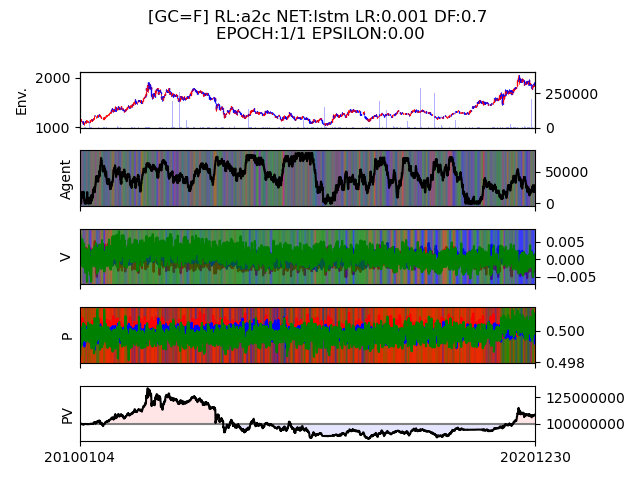 [GC=F] RL:a2c NET:lstm LR:0.001 DF:0.7
EPOCH:1/1 EPSILON:0.00
Env.
2000
1000
250000
0
Agent
50000
0
V
0.005
0.000
−0.005
P
0.500
0.498
PV
125000000
100000000
20100104
20201230